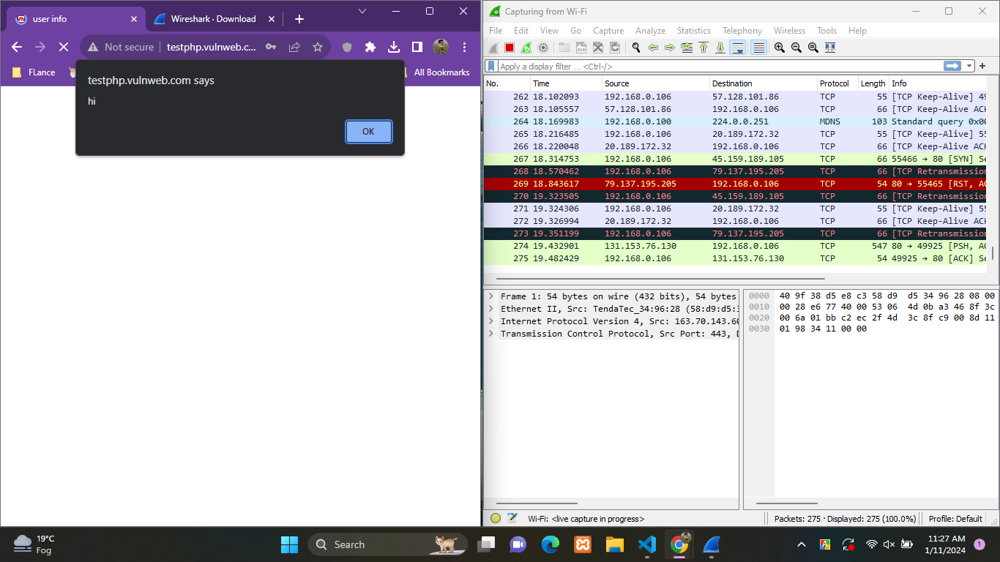 user info
Wireshark · Download
Not secure
testphp.vulnweb.c...
FLance
All Bookmarks
testphp.vulnweb.com says
hi
OK
Capturing from Wi-Fi
File Edit View Go Capture Analyze Statistics Telephony Wireless Tools Help
Apply a display filter ... <Ctrl-/>
No. Time Source Destination Protocol Length Info
262 18.102093 192.168.0.106 57.128.101.86 TCP 55 [TCP Keep-Alive] 49
263 18.105557 57.128.101.86 192.168.0.106 TCP 66 [TCP Keep-Alive ACK
264 18.169983 192.168.0.100 224.0.0.251 MDNS 103 Standard query 0x00
265 18.216485 192.168.0.106 20.189.172.32 TCP 55 [TCP Keep-Alive] 55
266 18.220048 20.189.172.32 192.168.0.106 TCP 66 [TCP Keep-Alive ACK
267 18.314753 192.168.0.106 45.159.189.105 TCP 66 55466 → 80 [SYN] Se
268 18.570462 192.168.0.106 79.137.195.205 TCP 66 [TCP Retransmission
269 18.843617 79.137.195.205 192.168.0.106 TCP 54 80 → 55465 [RST, AC
270 19.323505 192.168.0.106 45.159.189.105 TCP 66 [TCP Retransmission
271 19.324306 192.168.0.106 20.189.172.32 TCP 55 [TCP Keep-Alive] 55
272 19.326994 20.189.172.32 192.168.0.106 TCP 66 [TCP Keep-Alive ACK
273 19.351199 192.168.0.106 79.137.195.205 TCP 66 [TCP Retransmission
274 19.432901 131.153.76.130 192.168.0.106 TCP 547 80 → 49925 [PSH, AC
275 19.482429 192.168.0.106 131.153.76.130 TCP 54 49925 → 80 [ACK] Se
Frame 1: 54 bytes on wire (432 bits), 54 bytes
Ethernet II, Src: TendaTec_34:96:28 (58:d9:d5:3
Internet Protocol Version 4, Src: 163.70.143.60
Transmission Control Protocol, Src Port: 443, D
0000 40 9f 38 d5 e8 c3 58 d9 d5 34 96 28 08 00
0010 00 28 e6 77 40 00 53 06 4d 0b a3 46 8f 3c
0020 00 6a 01 bb c2 ec 2f 4d 3c 8f c9 00 8d 11
0030 01 98 34 11 00 00
Wi-Fi: <live capture in progress>
Packets: 275 · Displayed: 275 (100.0%)
Profile: Default
19°C
Fog
Search
11:27 AM
1/11/2024
1